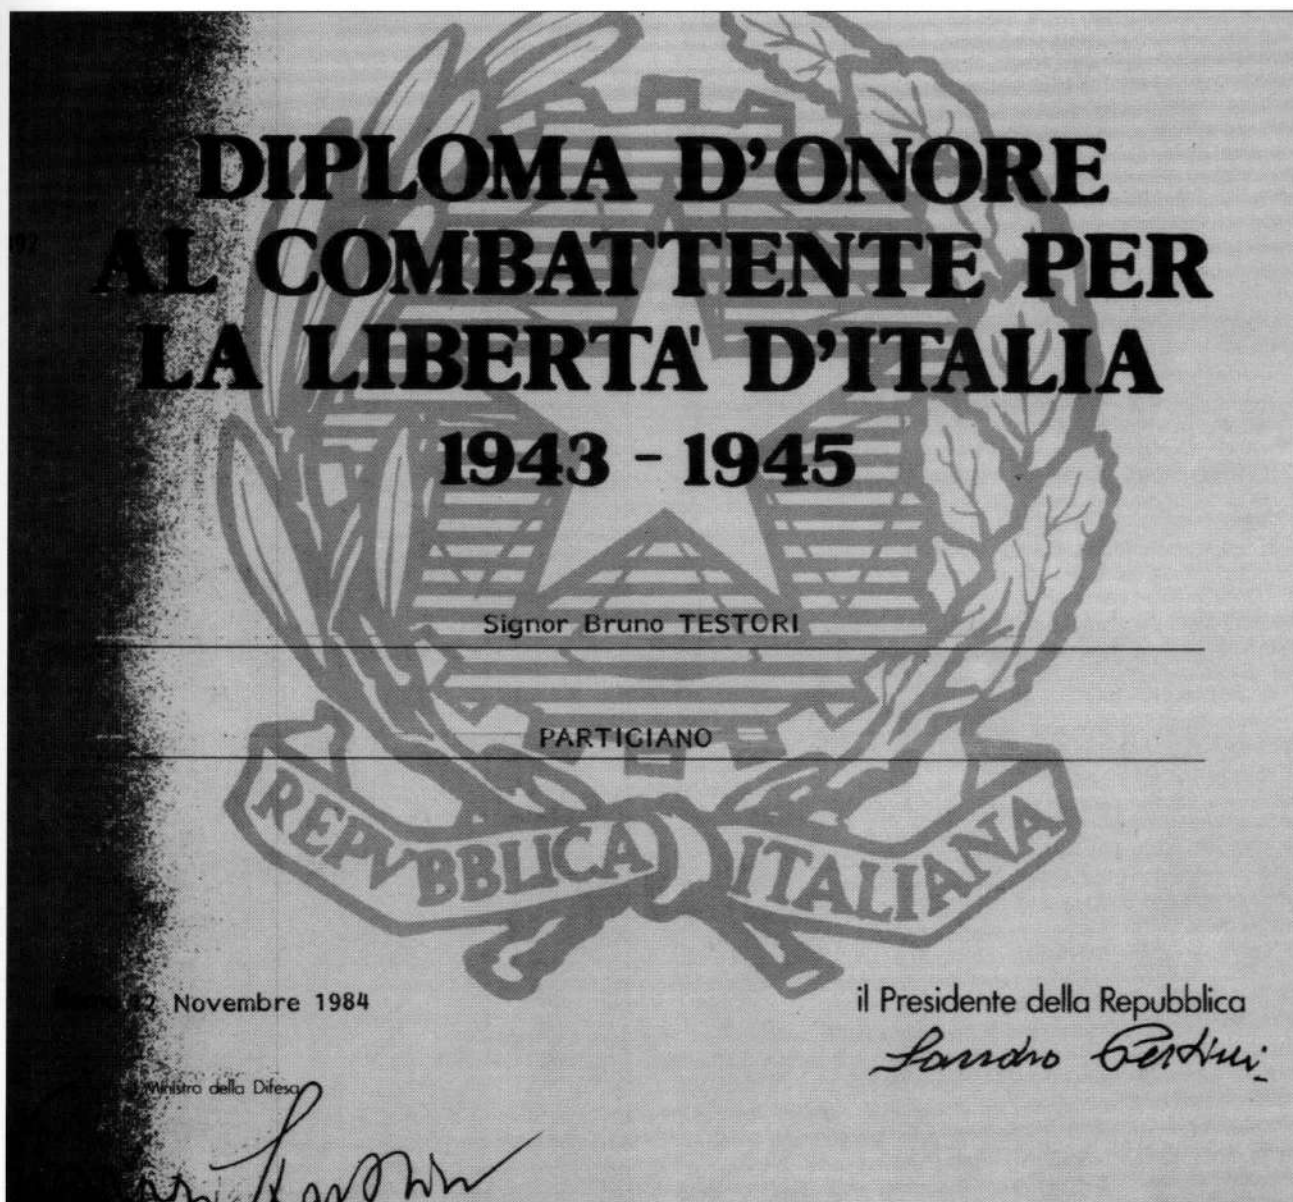 DIPLOMA D'ONORE
AL COMBATTENTE PER
LA LIBERTA' D'ITALIA
1943 - 1945
Signor Bruno TESTORI
PARTIGIANO
REPVBBLICA ITALIANA
Novembre 1984
il Presidente della Repubblica
Sandro Pertini
Ministro della Difesa